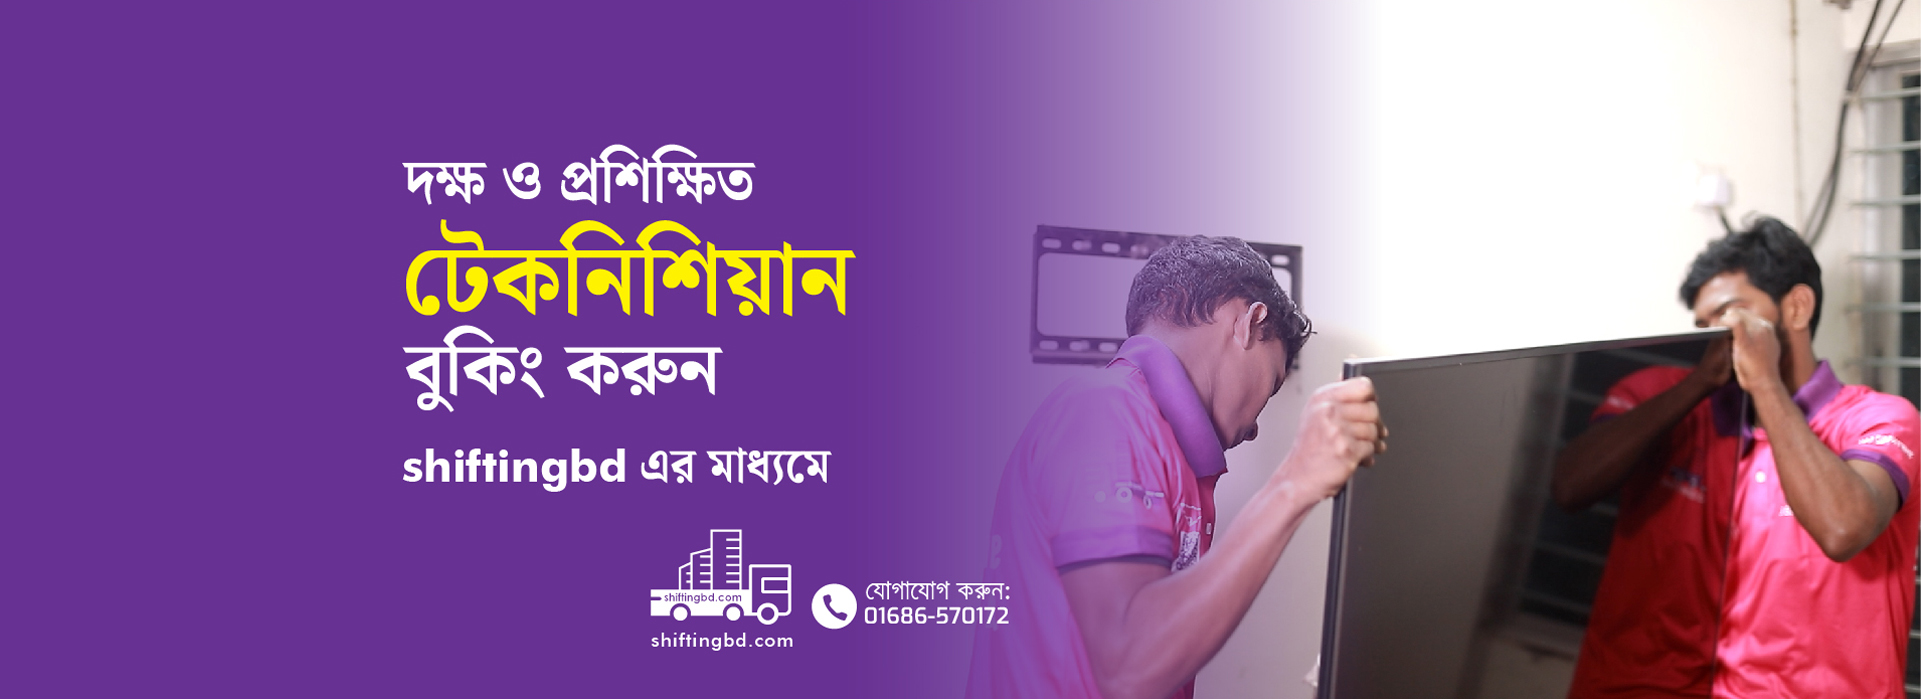 দক্ষ ও প্রশিক্ষিত
টেকনিশিয়ান
বুকিং করুন
shiftingbd এর মাধ্যমে
shiftingbd.com
shiftingbd.com
যোগাযোগ করুন:
01686-570172